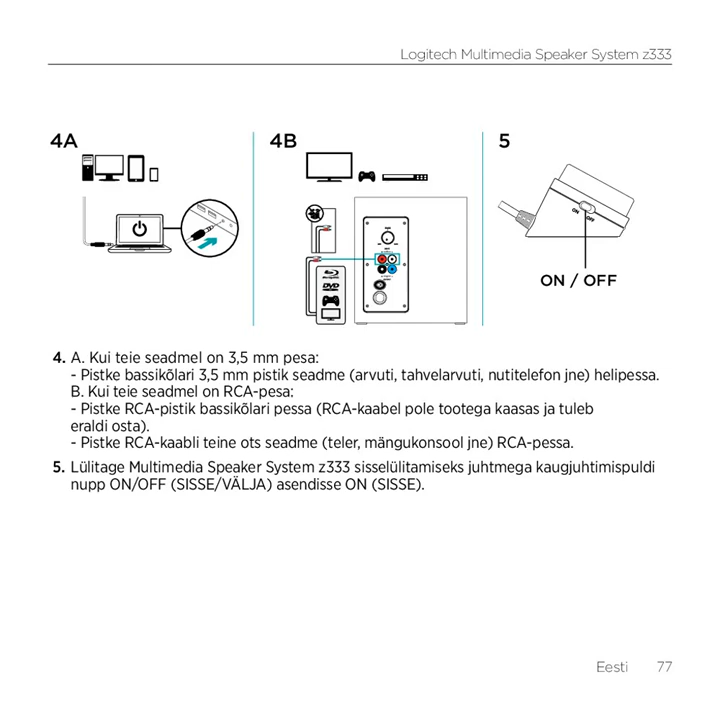 Logitech Multimedia Speaker System z333
4A
4B
5
DVD
ON
OFF
ON / OFF
4. A. Kui teie seadmel on 3,5 mm pesa:
- Pistke bassikõlari 3,5 mm pistik seadme (arvuti, tahvelarvuti, nutitelefon jne) helipessa.
B. Kui teie seadmel on RCA-pesa:
- Pistke RCA-pistik bassikõlari pessa (RCA-kaabel pole tootega kaasas ja tuleb
eraldi osta).
- Pistke RCA-kaabli teine ots seadme (teler, mängukonsool jne) RCA-pessa.
5. Lülitage Multimedia Speaker System z333 sisselülitamiseks juhtmega kaugjuhtimispuldi
nupp ON/OFF (SISSE/VÄLJA) asendisse ON (SISSE).
Eesti 77